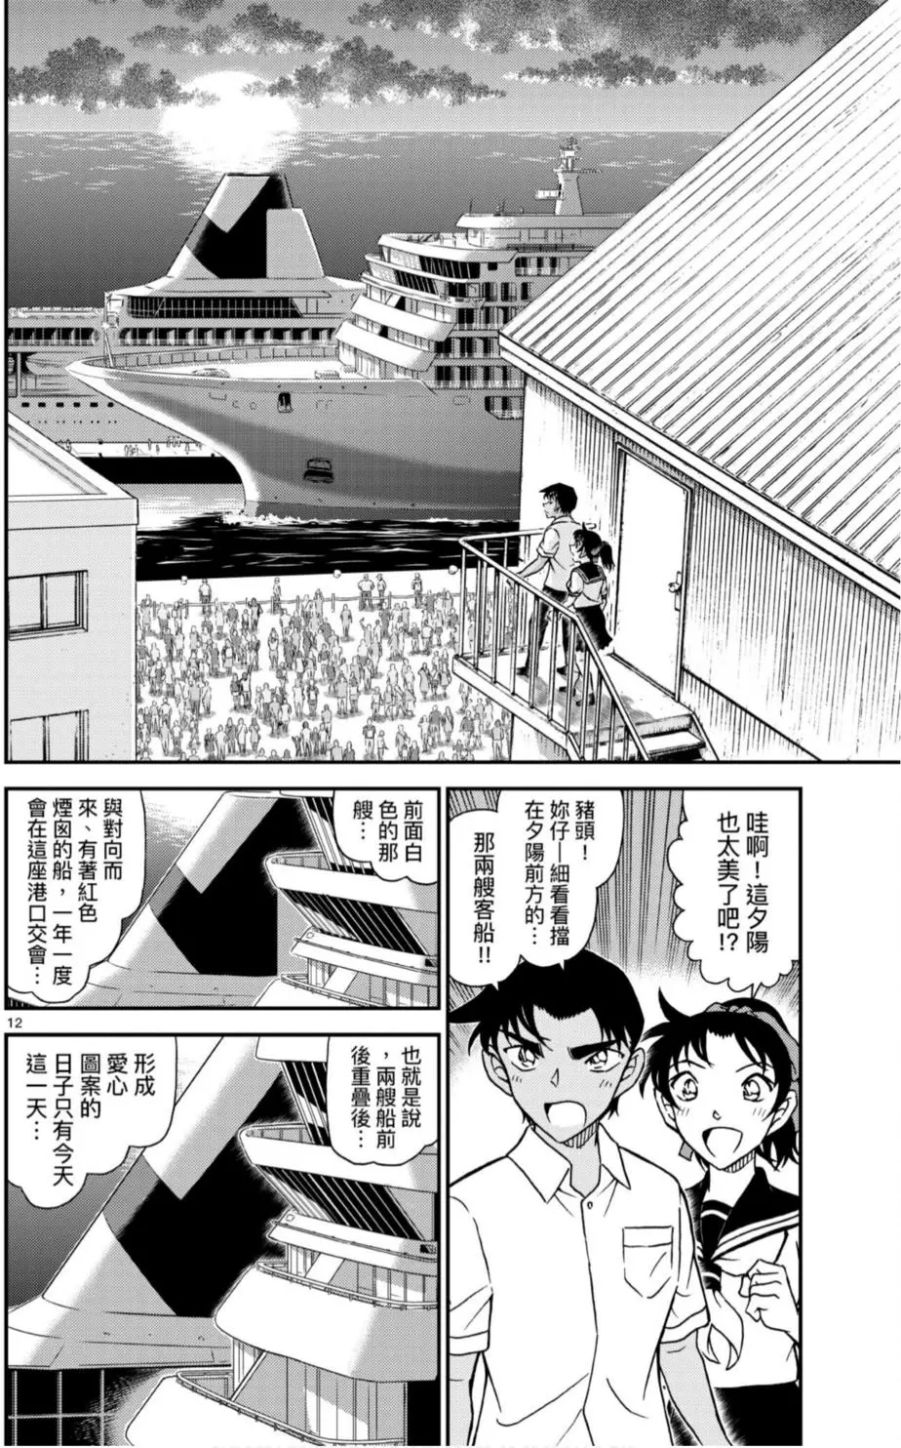 哇啊！這夕陽
也太美了吧!?
豬頭！
妳仔—細看看擋
在夕陽前方的…
那兩艘客船!!
前面白
色的那
艘…
與對向而
來、有著紅色
煙囪的船，一年一度
會在這座港口交會…
12
也就是說
，兩艘船前
後重疊後…
形成
愛心
圖案的
日子只有今天
這一天…